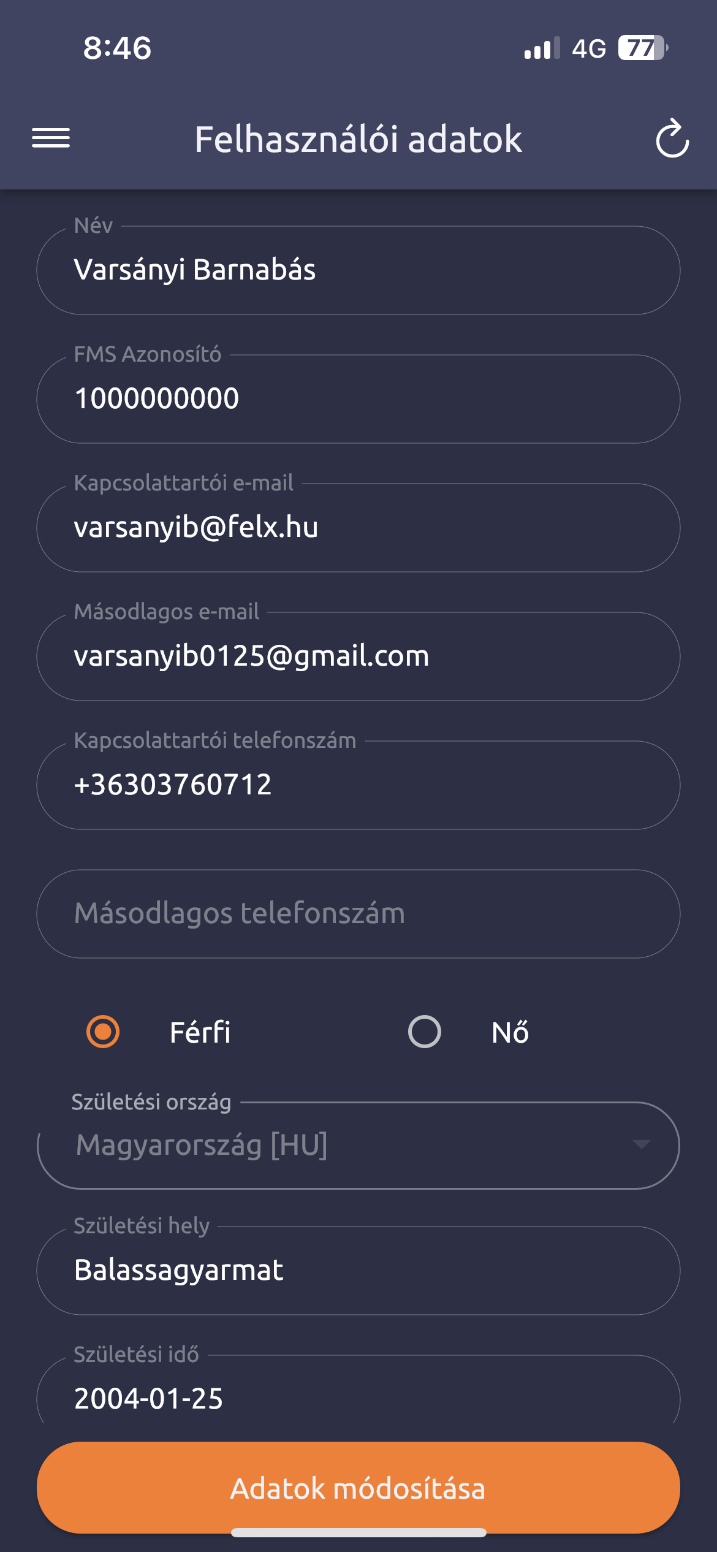 8:46
4G 77
Felhasználói adatok
Név
Varsányi Barnabás
FMS Azonosító
1000000000
Kapcsolattartói e-mail
varsanyib@felx.hu
Másodlagos e-mail
varsanyib0125@gmail.com
Kapcsolattartói telefonszám
+36303760712
Másodlagos telefonszám
Férfi
Nő
Születési ország
Magyarország [HU]
Születési hely
Balassagyarmat
Születési idő
2004-01-25
Adatok módosítása